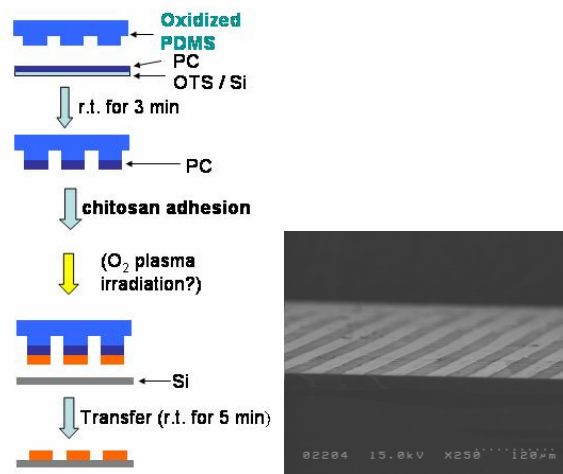 Oxidized
PDMS
PC
OTS / Si
r.t. for 3 min
PC
chitosan adhesion
(O₂ plasma
irradiation?)
Si
Transfer (r.t. for 5 min)
02204 15.0kV X250 120µm